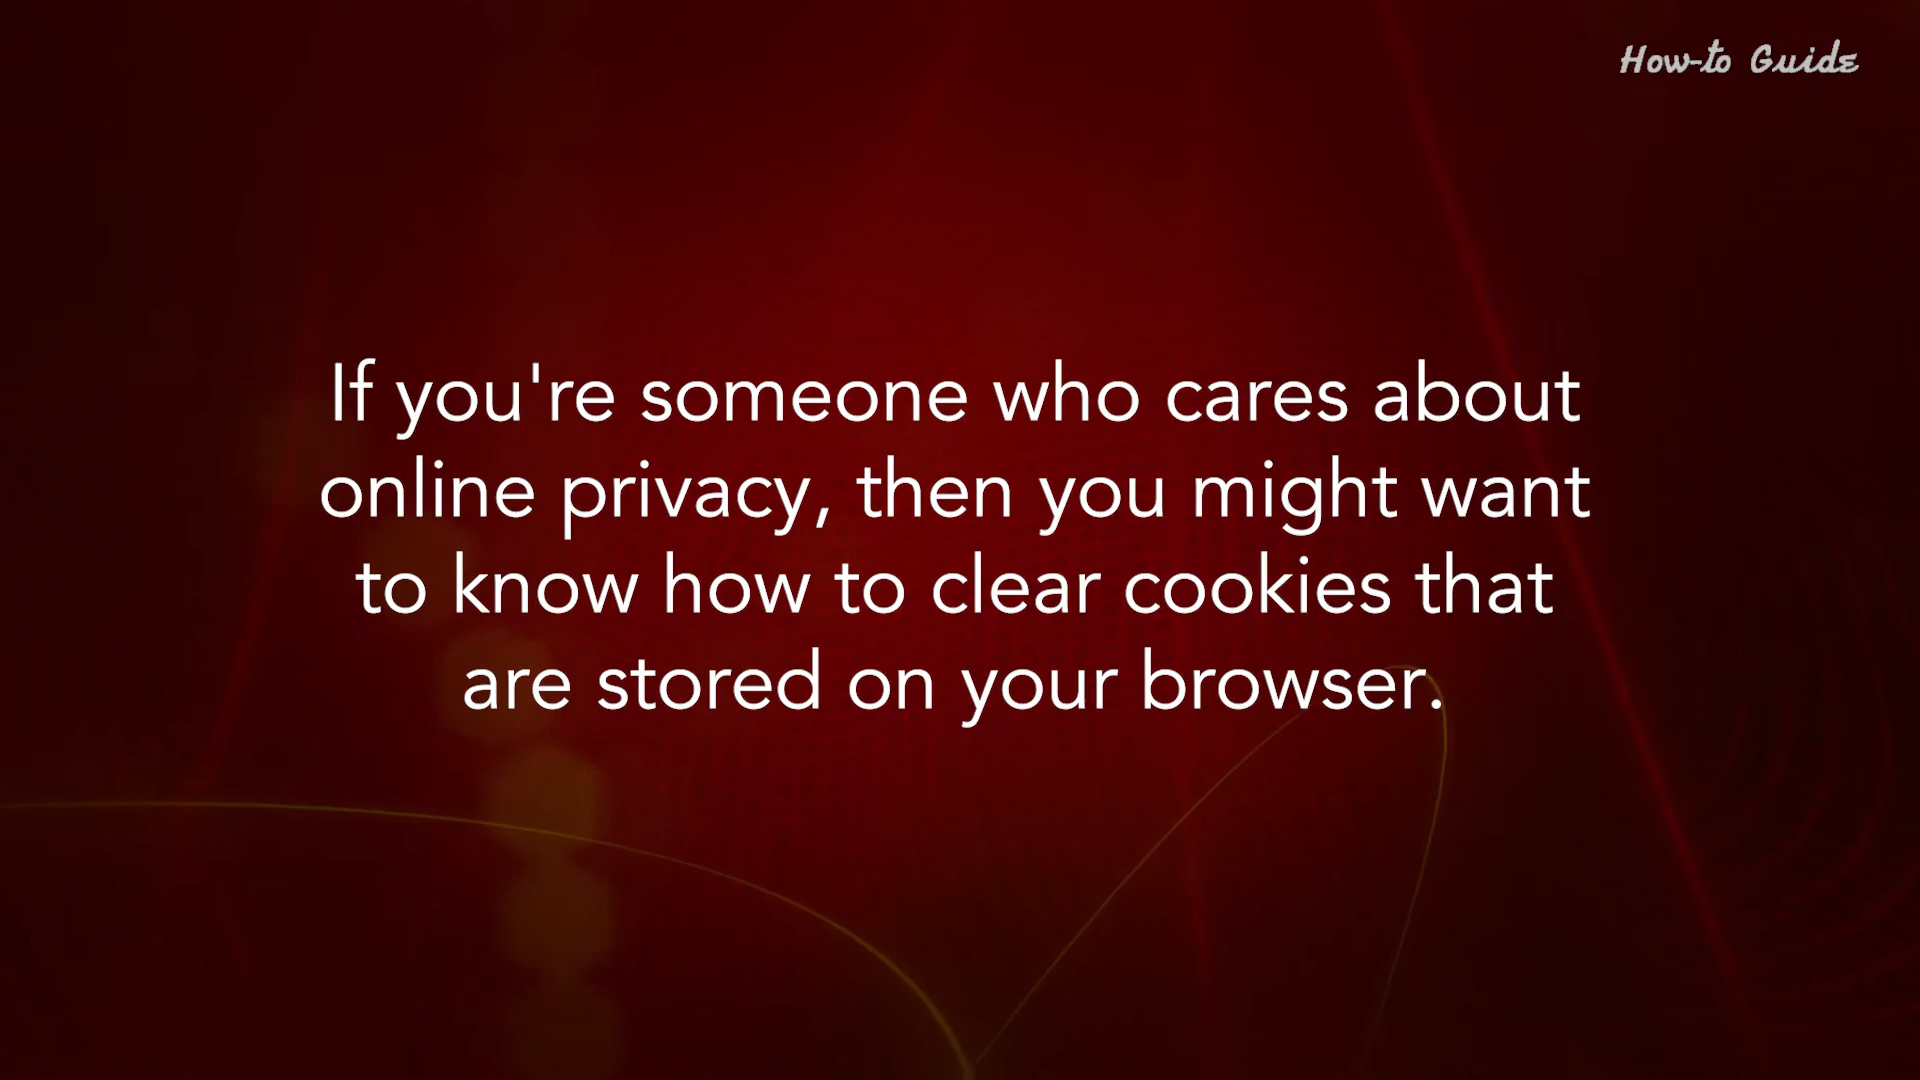 How-to Guide
If you're someone who cares about
online privacy, then you might want
to know how to clear cookies that
are stored on your browser.